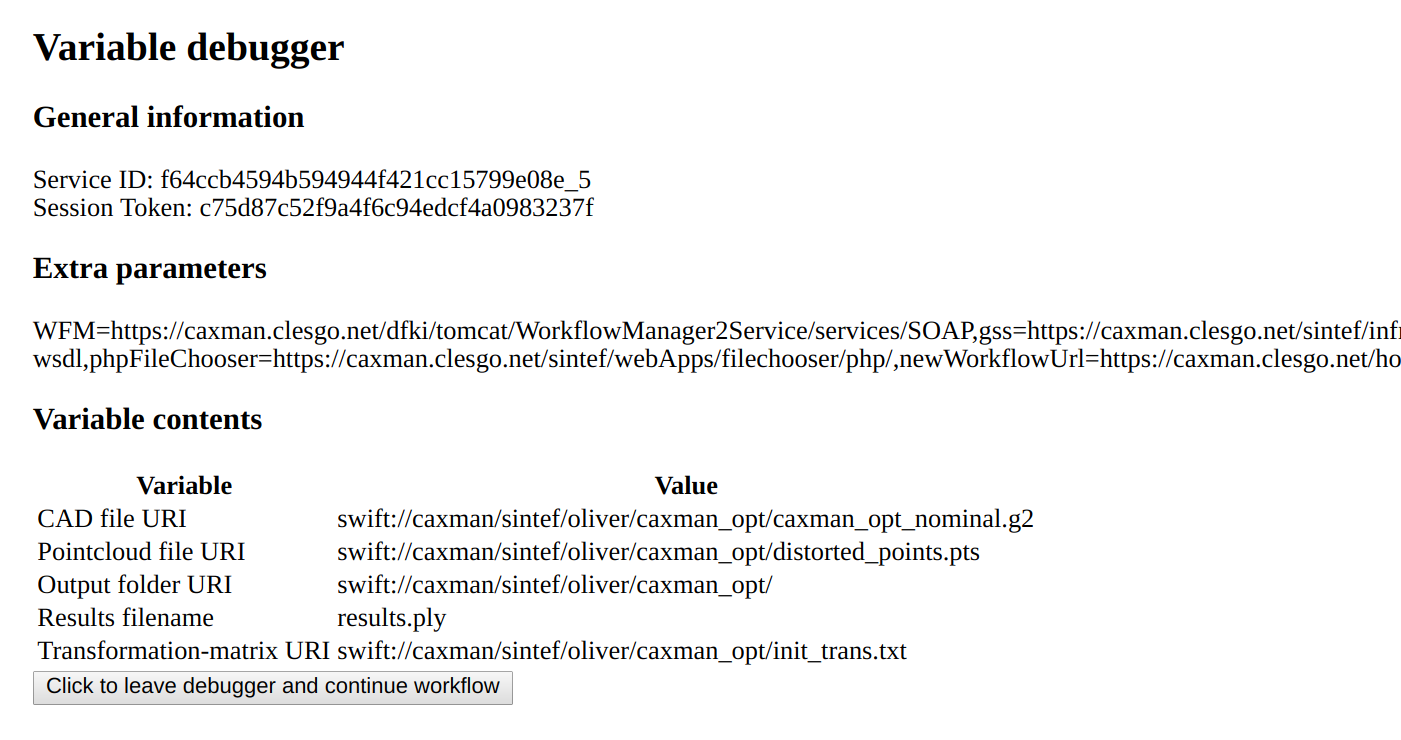 Variable debugger
General information
Service ID: f64ccb4594b594944f421cc15799e08e_5
Session Token: c75d87c52f9a4f6c94edcf4a0983237f
Extra parameters
WFM=https://caxman.clesgo.net/dfki/tomcat/WorkflowManager2Service/services/SOAP,gss=https://caxman.clesgo.net/sintef/infr
wsdl,phpFileChooser=https://caxman.clesgo.net/sintef/webApps/filechooser/php/,newWorkflowUrl=https://caxman.clesgo.net/ho
Variable contents
Variable Value
CAD file URI swift://caxman/sintef/oliver/caxman_opt/caxman_opt_nominal.g2
Pointcloud file URI swift://caxman/sintef/oliver/caxman_opt/distorted_points.pts
Output folder URI swift://caxman/sintef/oliver/caxman_opt/
Results filename results.ply
Transformation-matrix URI swift://caxman/sintef/oliver/caxman_opt/init_trans.txt
Click to leave debugger and continue workflow